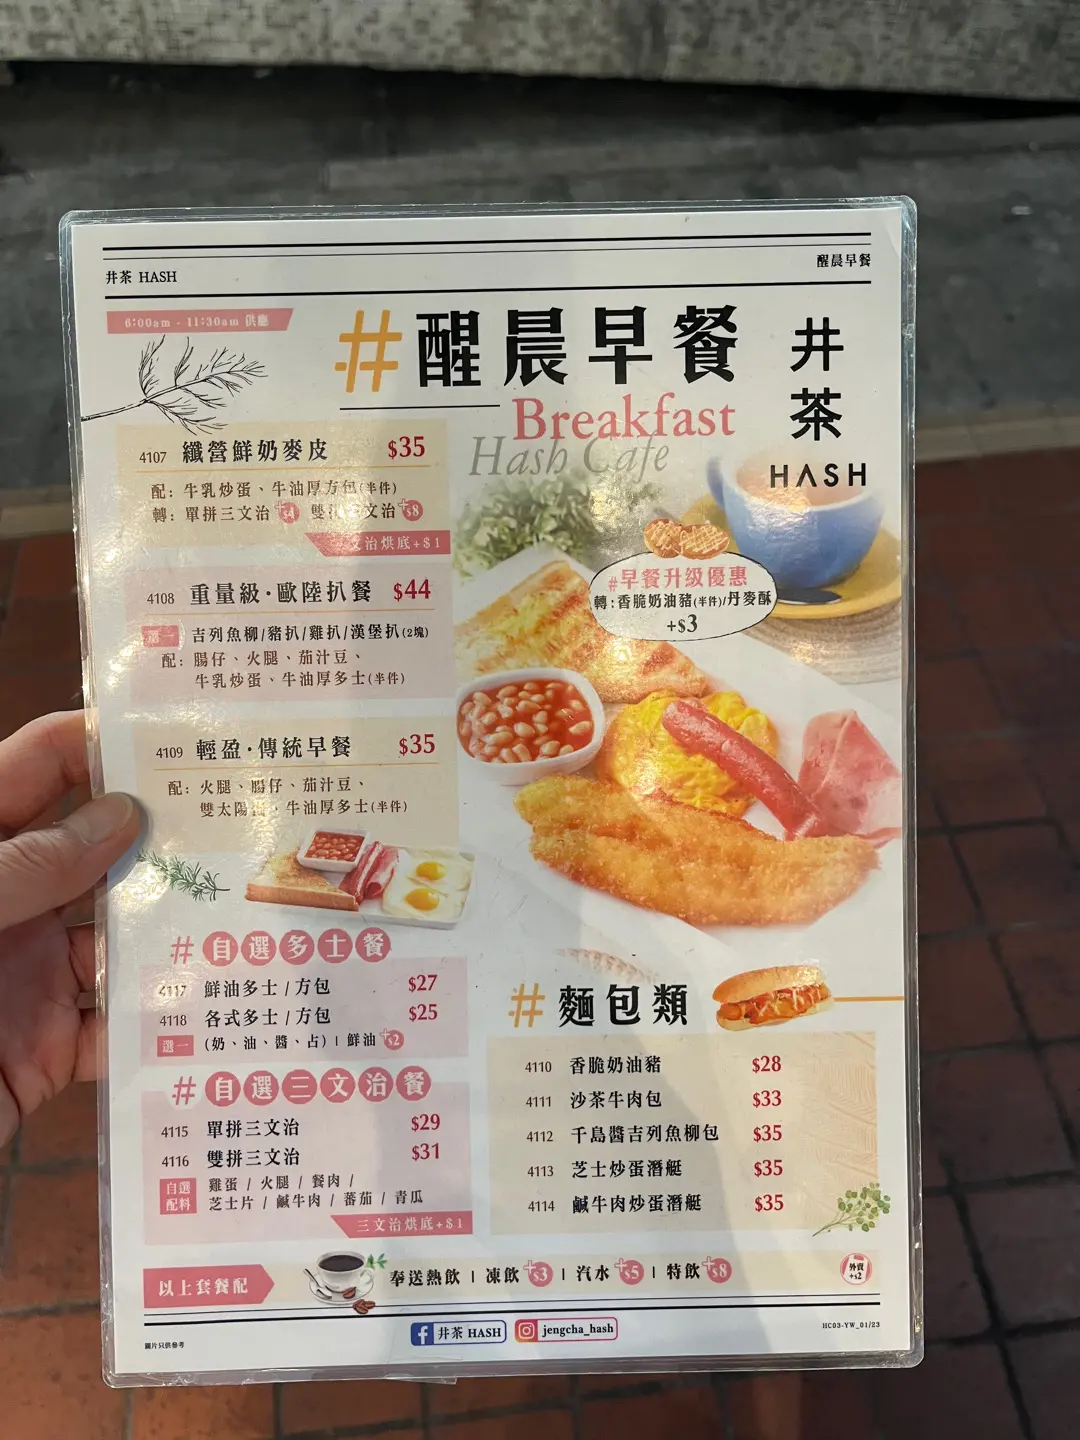 井茶 HASH
醒晨早餐
6:00am - 11:30am 供應
#醒晨早餐
Breakfast
Hash Cafe
井茶
HASH
4107 纖營鮮奶麥皮 $35
配: 牛乳炒蛋、牛油厚方包(半件)
轉: 單拼三文治+$4 雙拼三文治+$8
三文治烘底+$1
4108 重量級·歐陸扒餐 $44
選一 吉列魚柳/豬扒/雞扒/漢堡扒(2塊)
配: 腸仔、火腿、茄汁豆、
牛乳炒蛋、牛油厚多士(半件)
4109 輕盈·傳統早餐 $35
配: 火腿、腸仔、茄汁豆、
雙太陽蛋、牛油厚多士(半件)
#早餐升級優惠
轉:香脆奶油豬(半件)/丹麥酥
+$3
#自選多士餐
4117 鮮油多士/方包 $27
4118 各式多士/方包 $25
選一 (奶、油、醬、占) | 鮮油+$2
#自選三文治餐
4115 單拼三文治 $29
4116 雙拼三文治 $31
自選配料 雞蛋 / 火腿 / 餐肉 /
芝士片 / 鹹牛肉 / 蕃茄 / 青瓜
三文治烘底+$1
#麵包類
4110 香脆奶油豬 $28
4111 沙茶牛肉包 $33
4112 千島醬吉列魚柳包 $35
4113 芝士炒蛋潛艇 $35
4114 鹹牛肉炒蛋潛艇 $35
以上套餐配 奉送熱飲 | 凍飲+$3 | 汽水+$5 | 特飲+$8
外賣+$2
圖片只供參考
井茶 HASH
jengcha_hash
HC03-YW_01/23